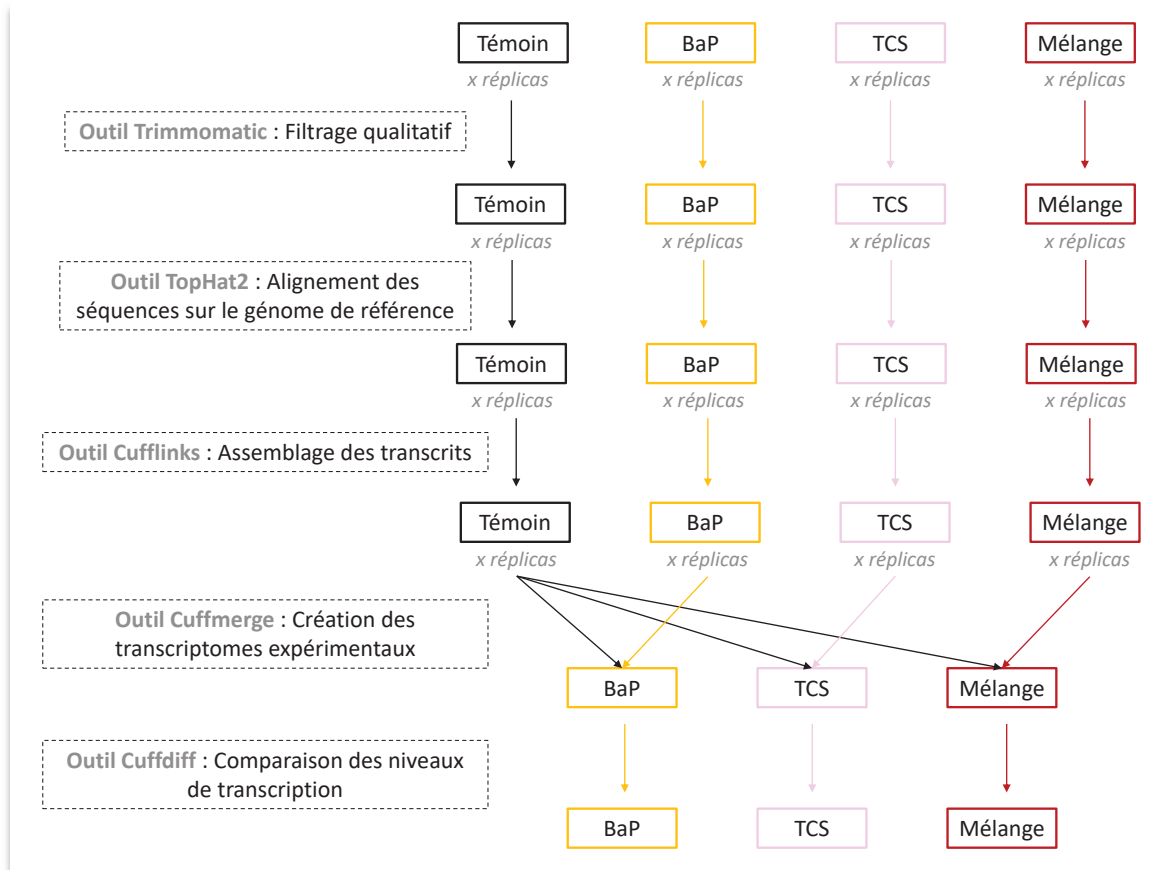 Témoin BaP TCS Mélange
x réplicas x réplicas x réplicas x réplicas
Outil Trimmomatic : Filtrage qualitatif
Témoin BaP TCS Mélange
x réplicas x réplicas x réplicas x réplicas
Outil TopHat2 : Alignement des
séquences sur le génome de référence
Témoin BaP TCS Mélange
x réplicas x réplicas x réplicas x réplicas
Outil Cufflinks : Assemblage des transcrits
Témoin BaP TCS Mélange
x réplicas x réplicas x réplicas x réplicas
Outil Cuffmerge : Création des
transcriptomes expérimentaux
BaP TCS Mélange
Outil Cuffdiff : Comparaison des niveaux
de transcription
BaP TCS Mélange